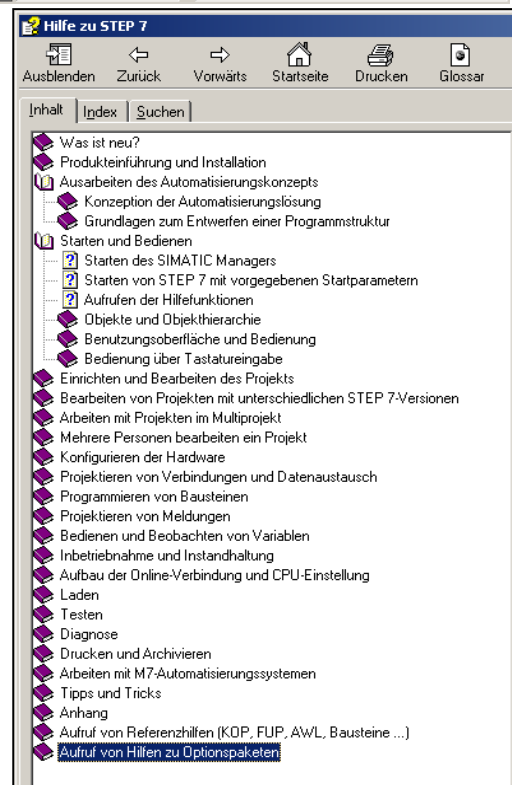 Hilfe zu STEP 7
Ausblenden Zurück Vorwärts Startseite Drucken Glossar
Inhalt Index Suchen
Was ist neu?
Produkteinführung und Installation
Ausarbeiten des Automatisierungskonzepts
Konzeption der Automatisierungslösung
Grundlagen zum Entwerfen einer Programmstruktur
Starten und Bedienen
Starten des SIMATIC Managers
Starten von STEP 7 mit vorgegebenen Startparametern
Aufrufen der Hilfefunktionen
Objekte und Objekthierarchie
Benutzungsoberfläche und Bedienung
Bedienung über Tastatureingabe
Einrichten und Bearbeiten des Projekts
Bearbeiten von Projekten mit unterschiedlichen STEP 7-Versionen
Arbeiten mit Projekten im Multiprojekt
Mehrere Personen bearbeiten ein Projekt
Konfigurieren der Hardware
Projektieren von Verbindungen und Datenaustausch
Programmieren von Bausteinen
Projektieren von Meldungen
Bedienen und Beobachten von Variablen
Inbetriebnahme und Instandhaltung
Aufbau der Online-Verbindung und CPU-Einstellung
Laden
Testen
Diagnose
Drucken und Archivieren
Arbeiten mit M7-Automatisierungssystemen
Tipps und Tricks
Anhang
Aufruf von Referenzhilfen (KOP, FUP, AWL, Bausteine ...)
Aufruf von Hilfen zu Optionspaketen